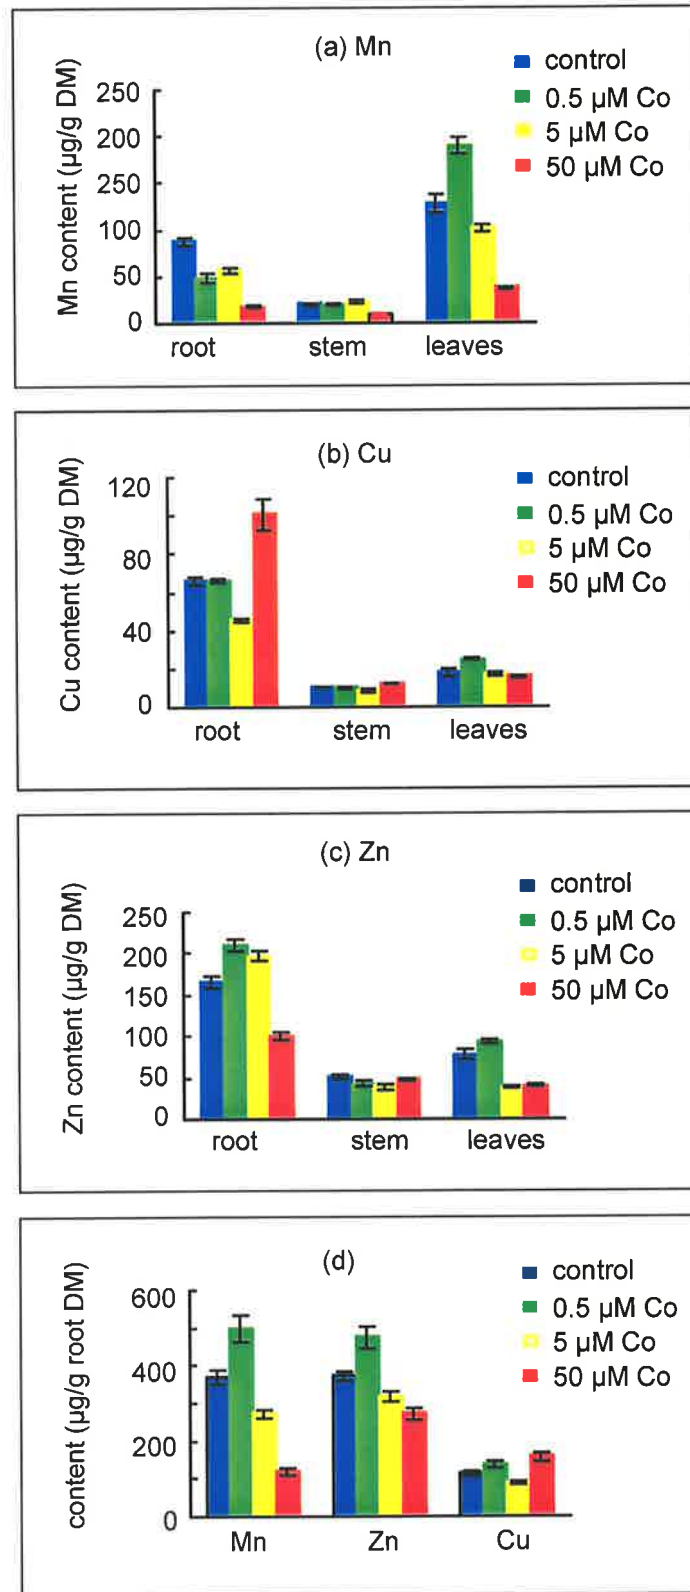 (a) Mn
control
0.5 µM Co
5 µM Co
50 µM Co
Mn content (µg/g DM)
250
200
250
100
50
0
root stem leaves
(b) Cu
control
0.5 µM Co
5 µM Co
50 µM Co
Cu content (µg/g DM)
120
80
40
0
root stem leaves
(c) Zn
control
0.5 µM Co
5 µM Co
50 µM Co
Zn content (µg/g DM)
250
200
150
100
50
0
root stem leaves
(d)
control
0.5 µM Co
5 µM Co
50 µM Co
content (µg/g root DM)
600
400
200
0
Mn Zn Cu